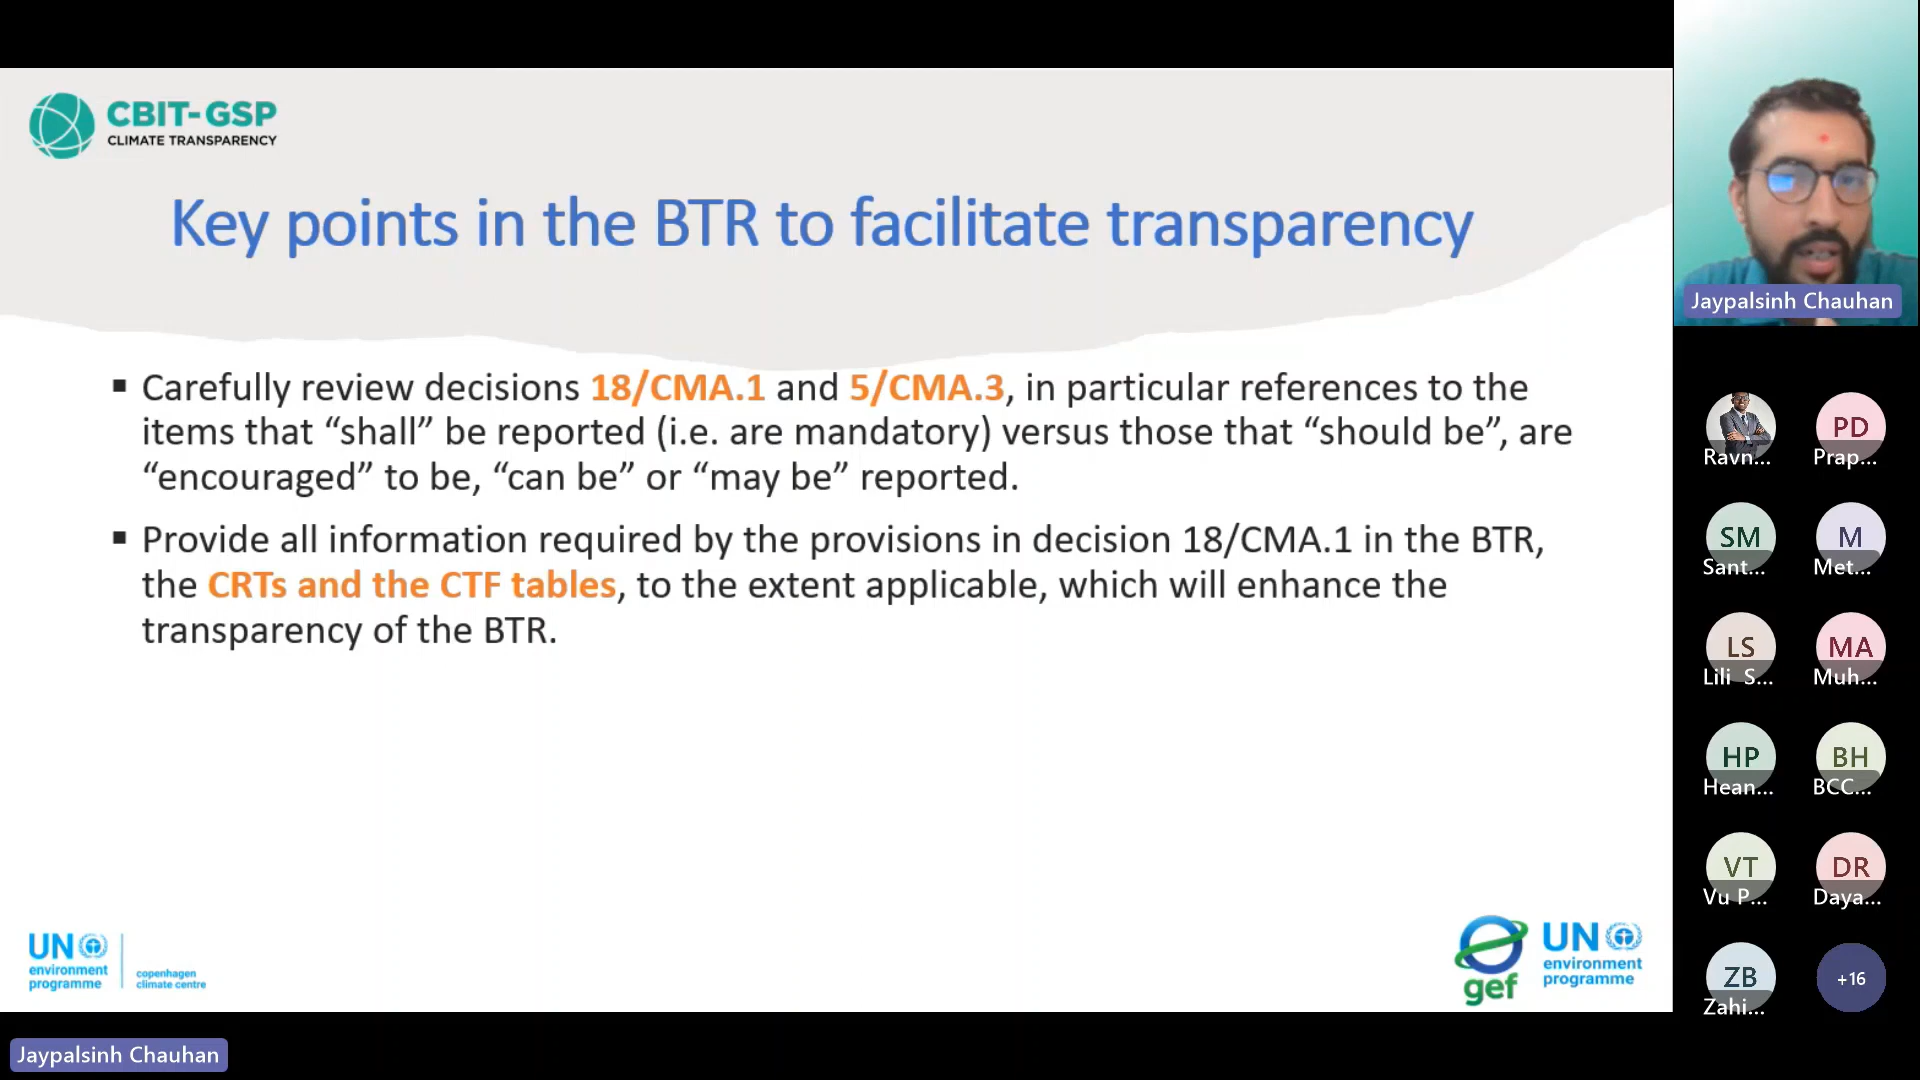 CBIT-GSP
CLIMATE TRANSPARENCY
Key points in the BTR to facilitate transparency
▪ Carefully review decisions 18/CMA.1 and 5/CMA.3, in particular references to the
items that “shall” be reported (i.e. are mandatory) versus those that “should be”, are
“encouraged” to be, “can be” or “may be” reported.
▪ Provide all information required by the provisions in decision 18/CMA.1 in the BTR,
the CRTs and the CTF tables, to the extent applicable, which will enhance the
transparency of the BTR.
UN
environment
programme
copenhagen
climate centre
gef
UN
environment
programme
Jaypalsinh Chauhan
Jaypalsinh Chauhan
Ravn...
PD
Prap...
SM
Sant...
M
Met...
LS
Lili S...
MA
Muh...
HP
Hean...
BH
BCC...
VT
Vu P...
DR
Daya...
ZB
Zahi...
+16